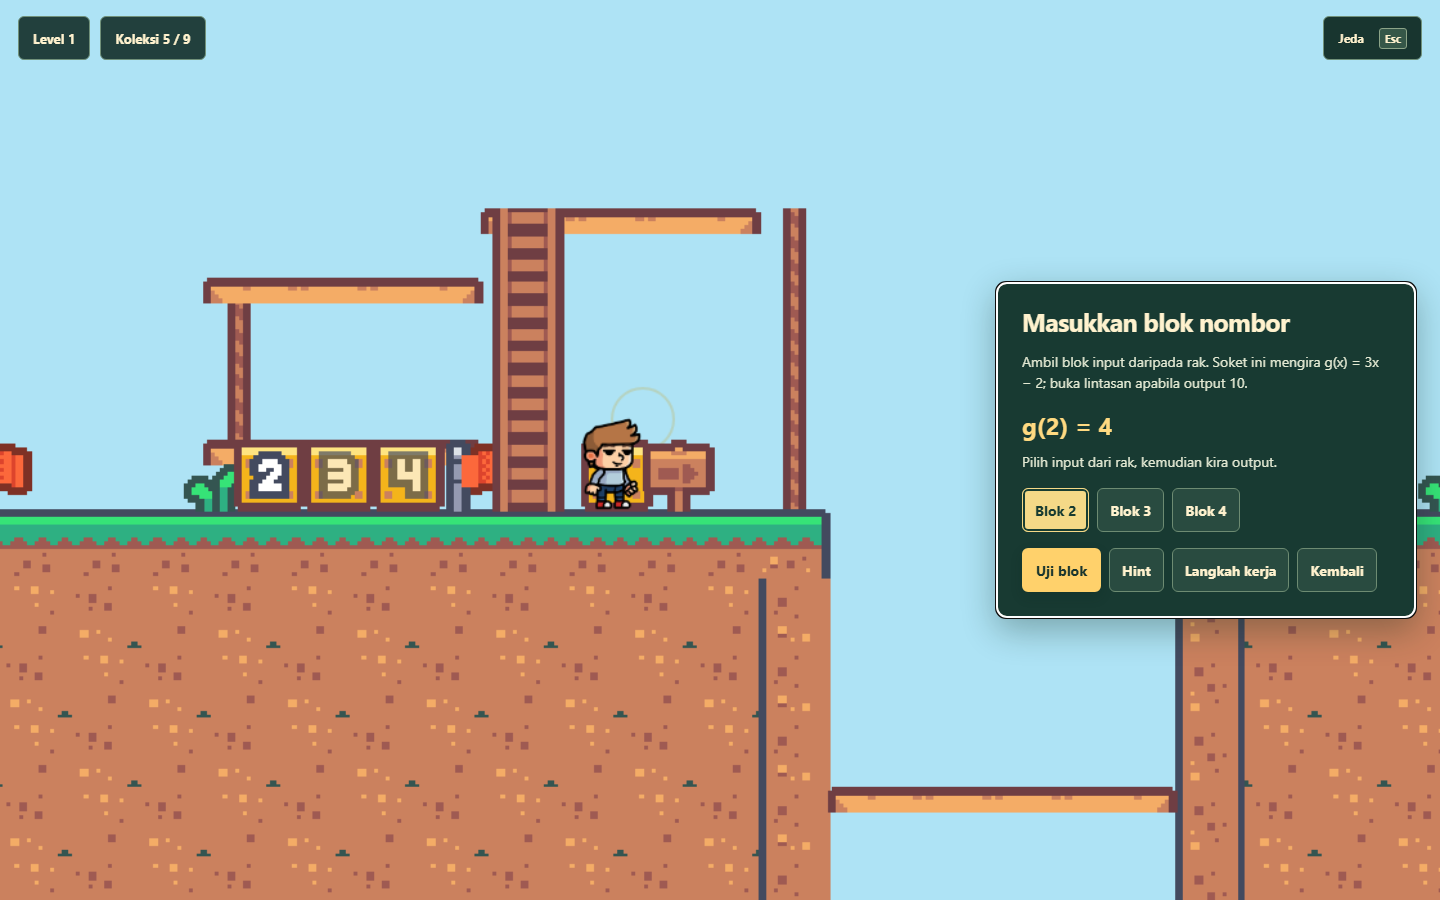 Level 1
Koleksi 5 / 9
Jeda Esc
2 3 4
Masukkan blok nombor
Ambil blok input daripada rak. Soket ini mengira g(x) = 3x
− 2; buka lintasan apabila output 10.
g(2) = 4
Pilih input dari rak, kemudian kira output.
Blok 2 Blok 3 Blok 4
Uji blok Hint Langkah kerja Kembali